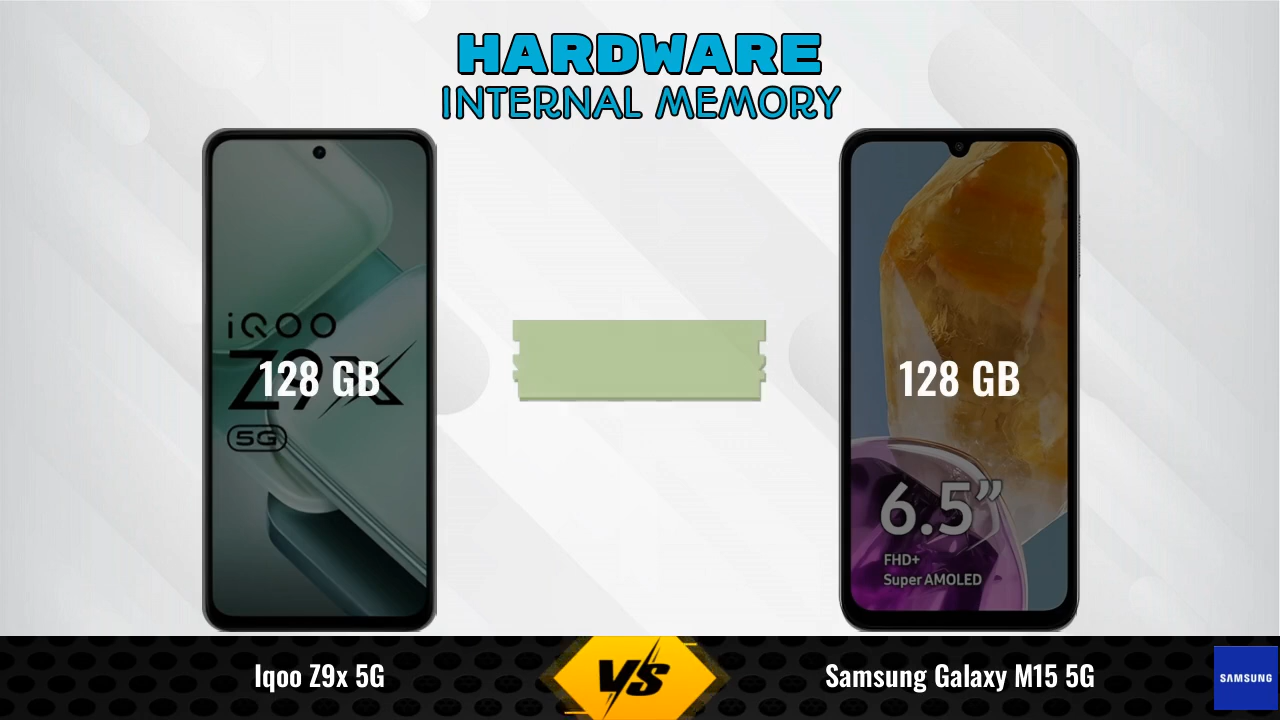 HARDWARE
INTERNAL MEMORY
iQOO
Z9X
5G
128 GB
128 GB
6.5”
FHD+
Super AMOLED
Iqoo Z9x 5G
VS
Samsung Galaxy M15 5G
SAMSUNG